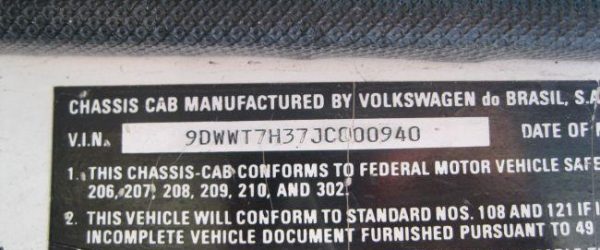 CHASSIS CAB MANUFACTURED BY VOLKSWAGEN do BRASIL, S.A
V.I.N. 9DWWT7H37JC000940 DATE OF
1. THIS CHASSIS-CAB CONFORMS TO FEDERAL MOTOR VEHICLE SAFE
206, 207, 208, 209, 210, AND 302.
2. THIS VEHICLE WILL CONFORM TO STANDARD NOS. 108 AND 121 IF
INCOMPLETE VEHICLE DOCUMENT FURNISHED PURSUANT TO 49